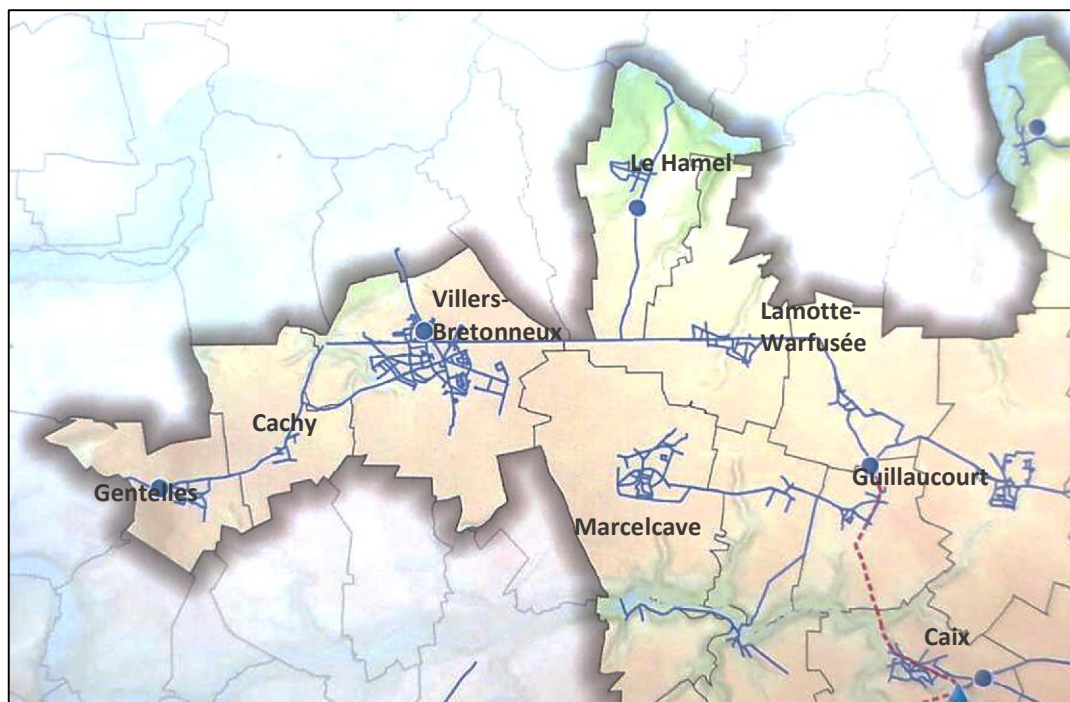 Le Hamel
Villers-
Bretonneux
Lamotte-
Warfusée
Cachy
Gentelles
Guillaucourt
Marcelcave
Caix